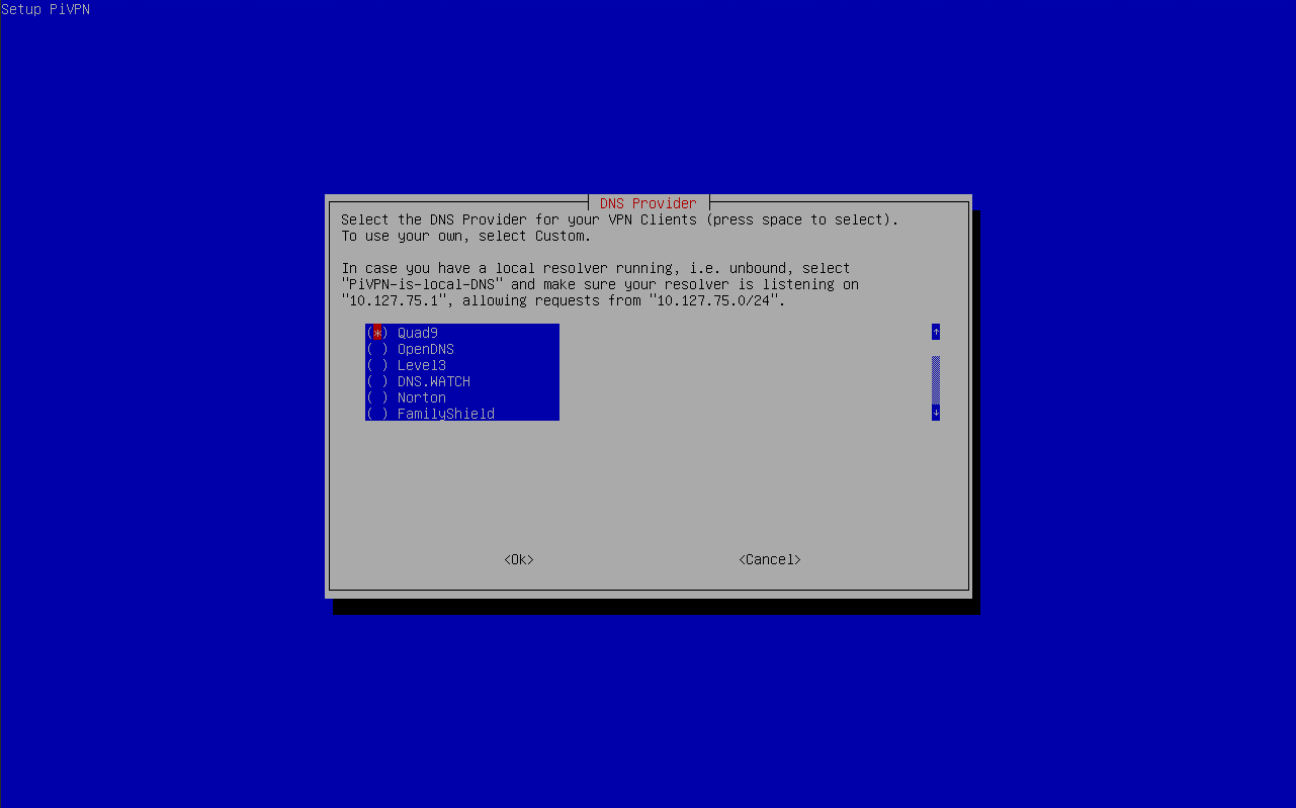 Setup PiVPN
DNS Provider
Select the DNS Provider for your VPN Clients (press space to select).
To use your own, select Custom.
In case you have a local resolver running, i.e. unbound, select
"PiVPN-is-local-DNS" and make sure your resolver is listening on
"10.127.75.1", allowing requests from "10.127.75.0/24".
(*) Quad9 ↑
( ) OpenDNS
( ) Level3
( ) DNS.WATCH
( ) Norton
( ) FamilyShield ↓
<Ok> <Cancel>